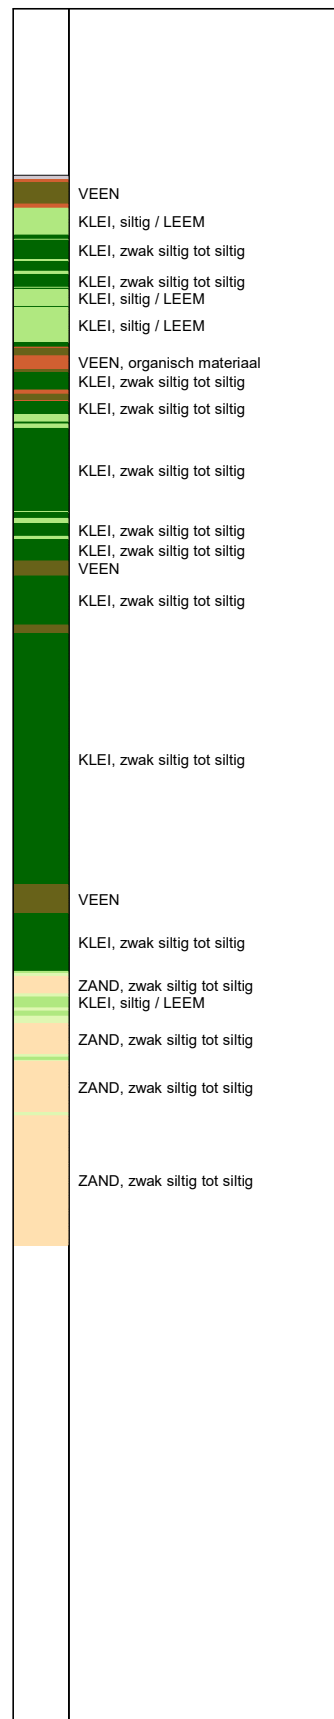 VEEN
KLEI, siltig / LEEM
KLEI, zwak siltig tot siltig
KLEI, zwak siltig tot siltig
KLEI, siltig / LEEM
KLEI, siltig / LEEM
VEEN, organisch materiaal
KLEI, zwak siltig tot siltig
KLEI, zwak siltig tot siltig
KLEI, zwak siltig tot siltig
KLEI, zwak siltig tot siltig
KLEI, zwak siltig tot siltig
VEEN
KLEI, zwak siltig tot siltig
KLEI, zwak siltig tot siltig
VEEN
KLEI, zwak siltig tot siltig
ZAND, zwak siltig tot siltig
KLEI, siltig / LEEM
ZAND, zwak siltig tot siltig
ZAND, zwak siltig tot siltig
ZAND, zwak siltig tot siltig